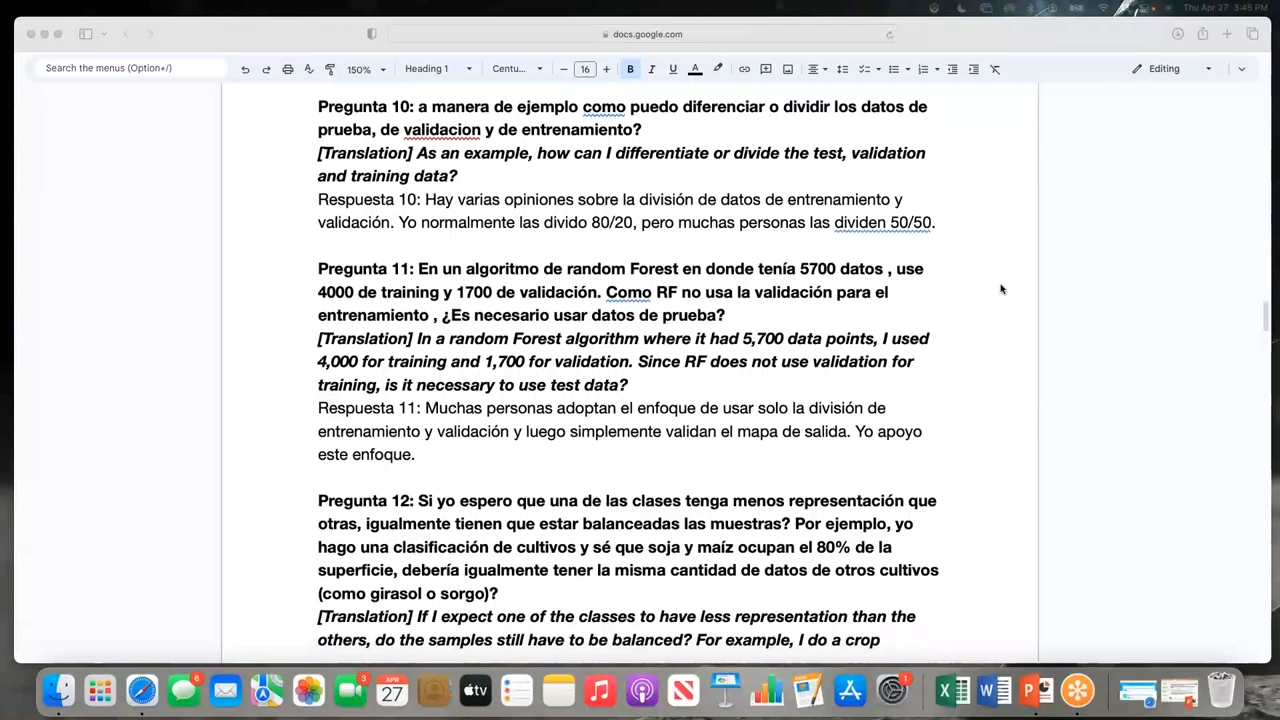 Thu Apr 27 3:45 PM
docs.google.com
Search the menus (Option+/)
150%
Heading 1
Centu...
16
B
I
U
A
Editing
Pregunta 10: a manera de ejemplo como puedo diferenciar o dividir los datos de
prueba, de validacion y de entrenamiento?
[Translation] As an example, how can I differentiate or divide the test, validation
and training data?
Respuesta 10: Hay varias opiniones sobre la división de datos de entrenamiento y
validación. Yo normalmente las divido 80/20, pero muchas personas las dividen 50/50.
Pregunta 11: En un algoritmo de random Forest en donde tenía 5700 datos , use
4000 de training y 1700 de validación. Como RF no usa la validación para el
entrenamiento , ¿Es necesario usar datos de prueba?
[Translation] In a random Forest algorithm where it had 5,700 data points, I used
4,000 for training and 1,700 for validation. Since RF does not use validation for
training, is it necessary to use test data?
Respuesta 11: Muchas personas adoptan el enfoque de usar solo la división de
entrenamiento y validación y luego simplemente validan el mapa de salida. Yo apoyo
este enfoque.
Pregunta 12: Si yo espero que una de las clases tenga menos representación que
otras, igualmente tienen que estar balanceadas las muestras? Por ejemplo, yo
hago una clasificación de cultivos y sé que soja y maíz ocupan el 80% de la
superficie, debería igualmente tener la misma cantidad de datos de otros cultivos
(como girasol o sorgo)?
[Translation] If I expect one of the classes to have less representation than the
others, do the samples still have to be balanced? For example, I do a crop
6
3
APR
27
tv
1
X
W
P